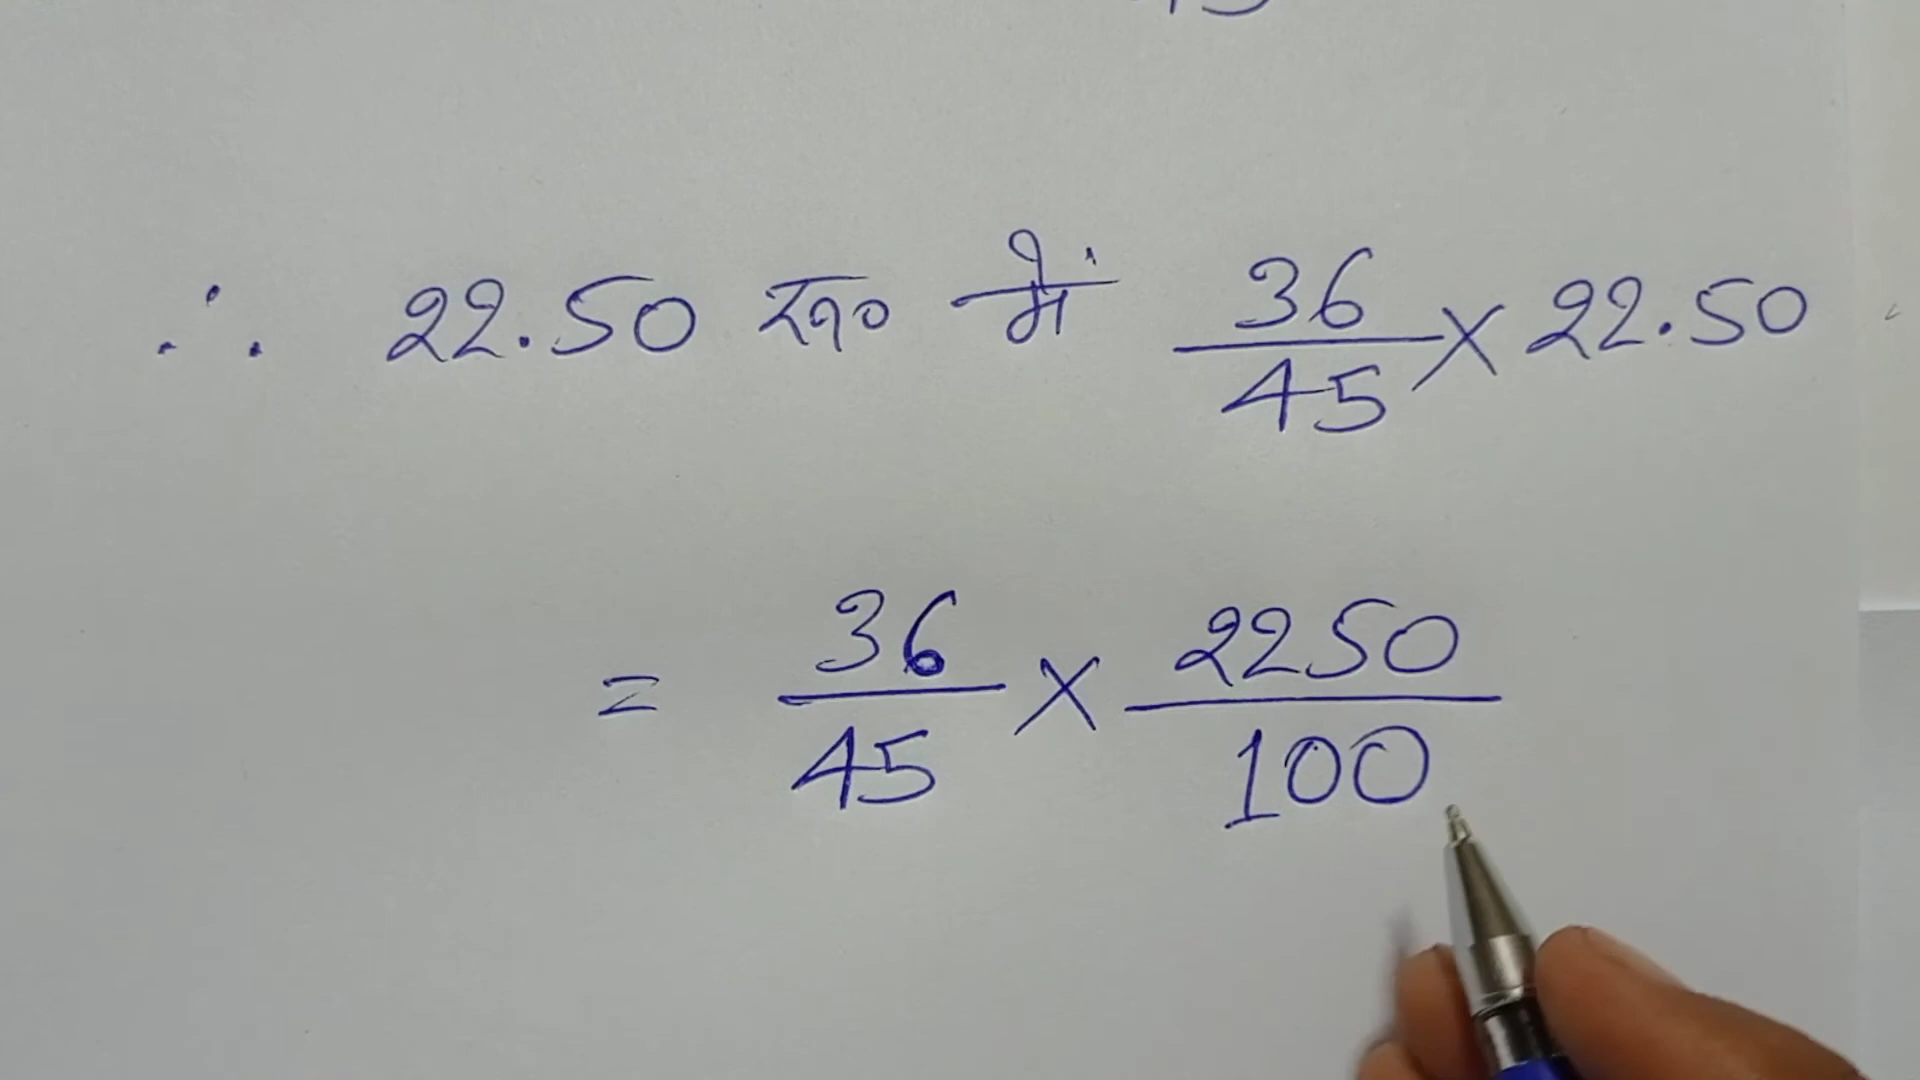 ∴ 22.50 रू० में 36/45 × 22.50
= 36/45 × 2250/100